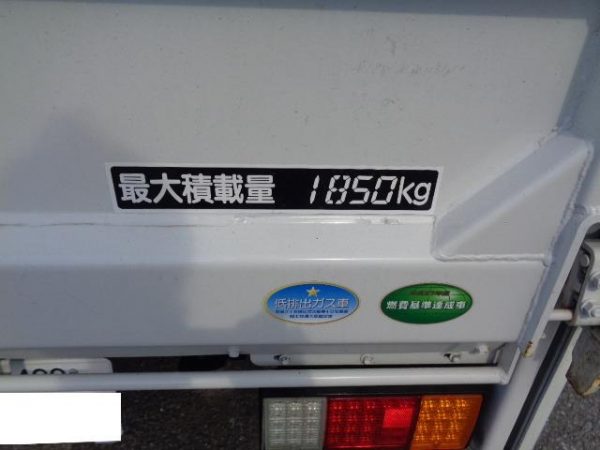 最大積載量 1850kg
低排出ガス車
燃費基準達成車